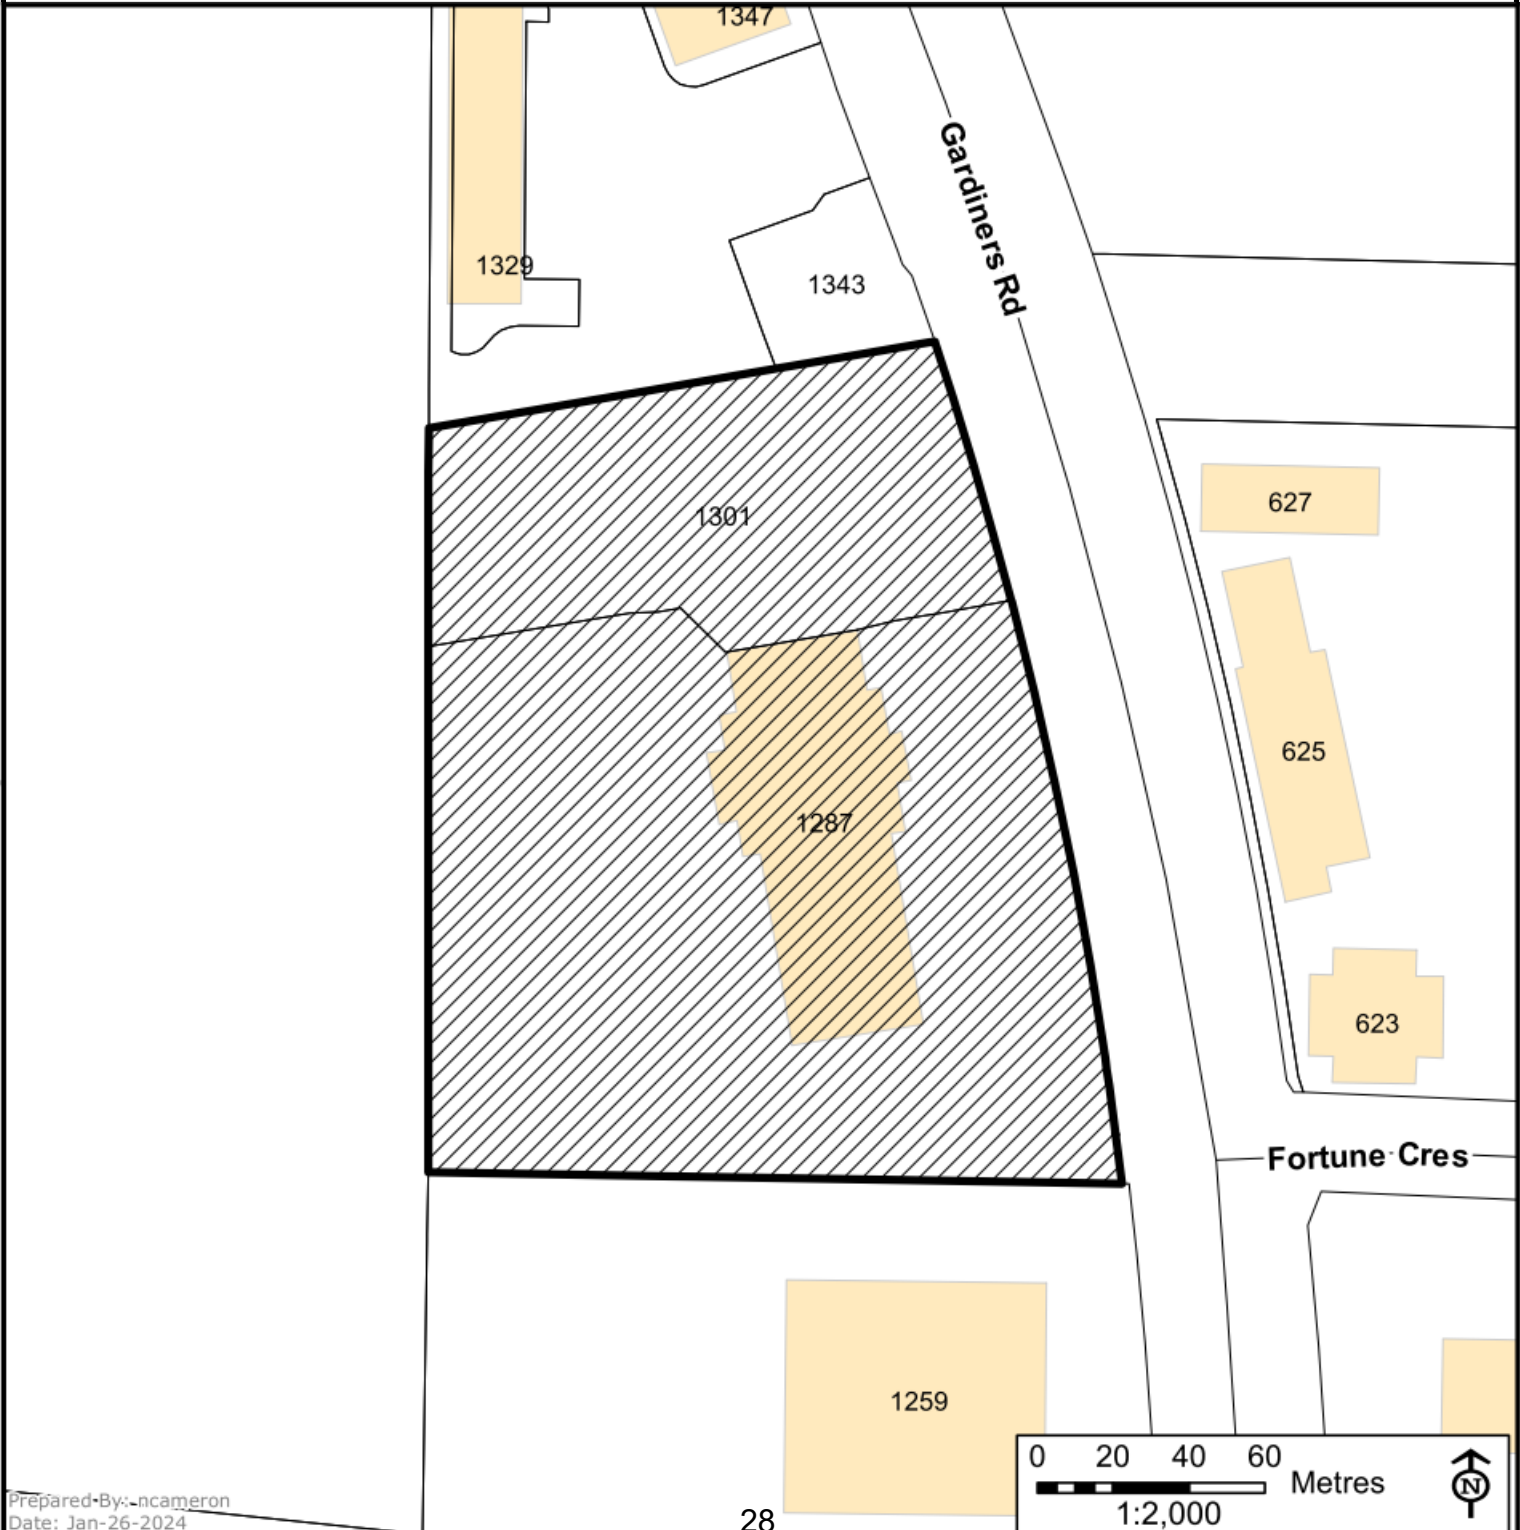 1347
Gardiners Rd
1329
1343
1301
627
625
1287
623
Fortune Cres
1259
0 20 40 60
Metres
N
1:2,000
Prepared By: ncameron
Date: Jan-26-2024
28